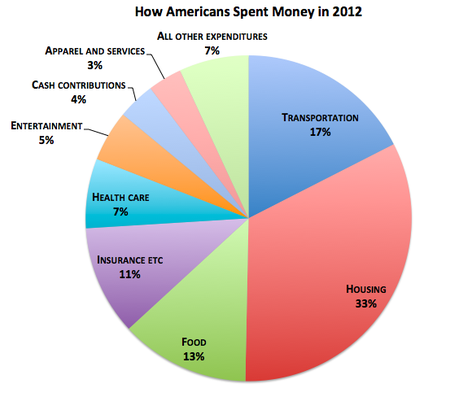 How Americans Spent Money in 2012
ALL OTHER EXPENDITURES
7%
APPAREL AND SERVICES
3%
CASH CONTRIBUTIONS
4%
ENTERTAINMENT
5%
HEALTH CARE
7%
INSURANCE ETC
11%
FOOD
13%
HOUSING
33%
TRANSPORTATION
17%